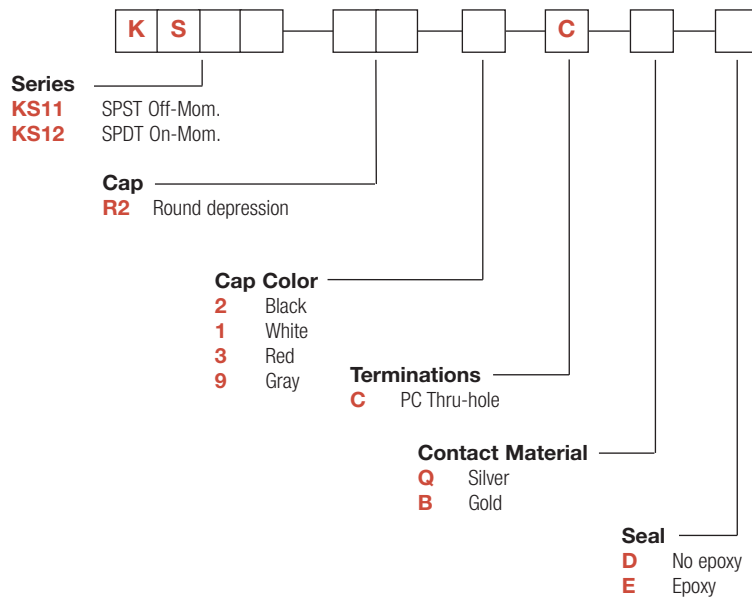 K S C
Series
KS11 SPST Off-Mom.
KS12 SPDT On-Mom.
Cap
R2 Round depression
Cap Color
2 Black
1 White
3 Red
9 Gray
Terminations
C PC Thru-hole
Contact Material
Q Silver
B Gold
Seal
D No epoxy
E Epoxy